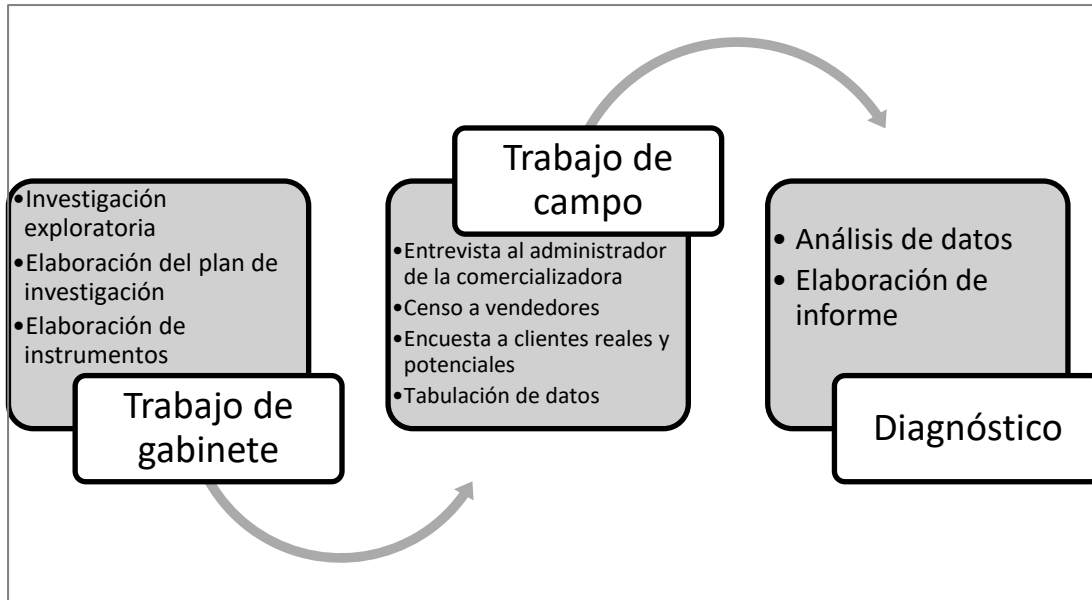 •Investigación
exploratoria
•Elaboración del plan de
investigación
•Elaboración de
instrumentos
Trabajo de
gabinete
Trabajo de
campo
•Entrevista al administrador
de la comercializadora
•Censo a vendedores
•Encuesta a clientes reales y
potenciales
•Tabulación de datos
• Análisis de datos
• Elaboración de
informe
Diagnóstico